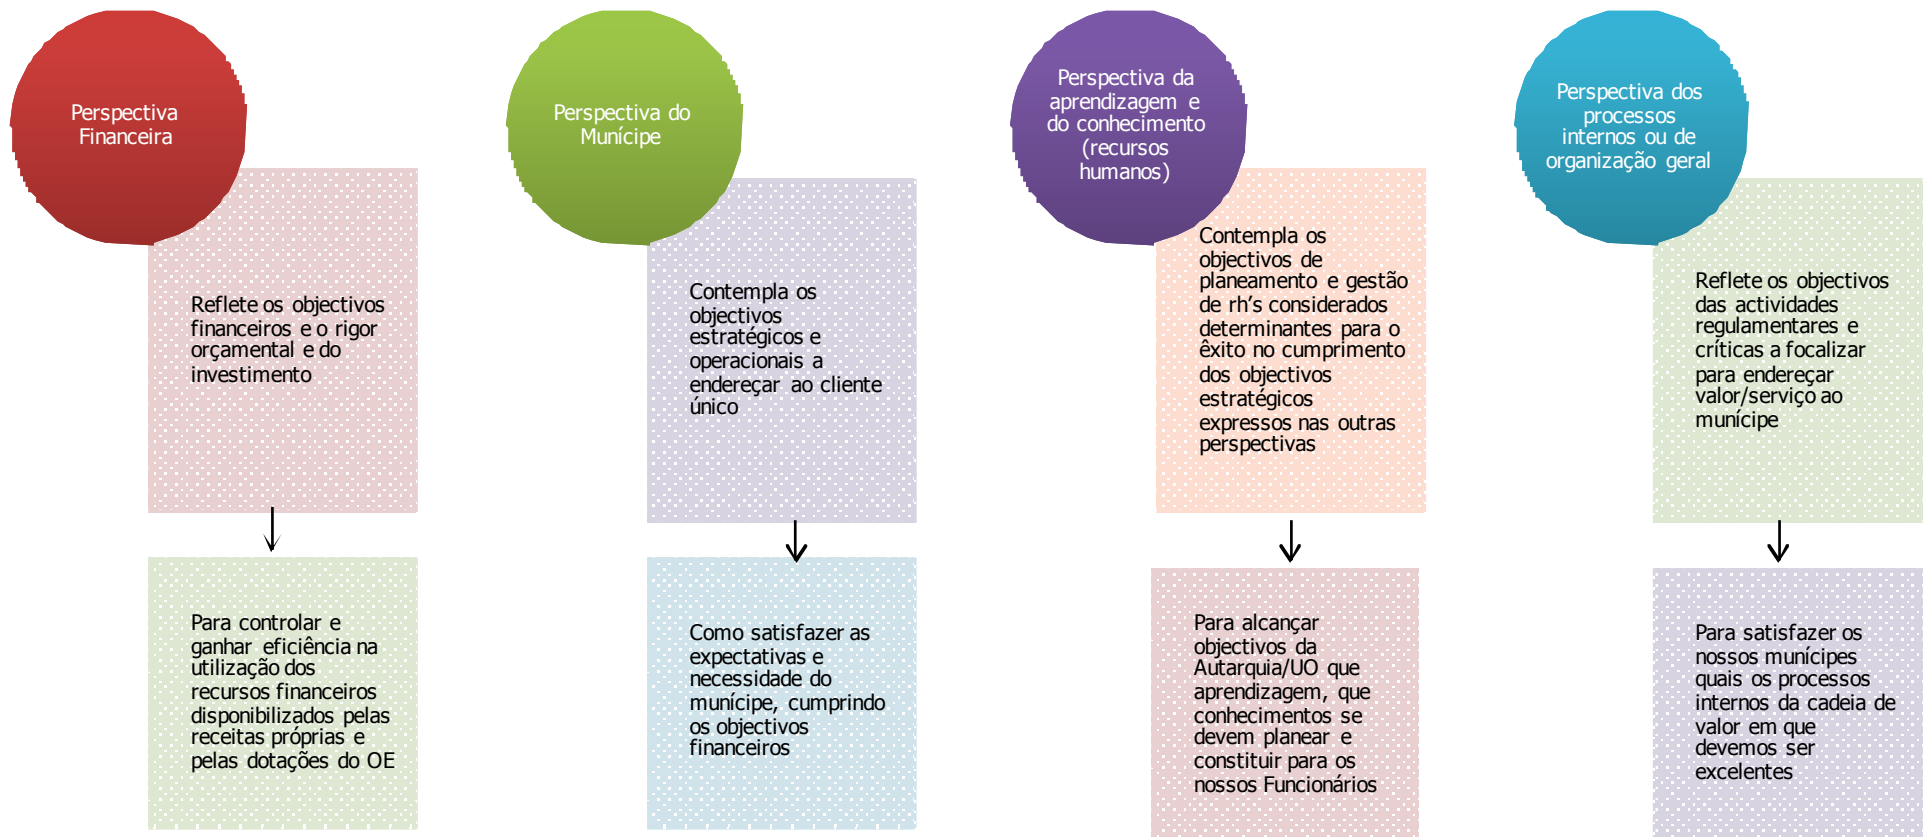 Perspectiva
Financeira
Reflete os objectivos
financeiros e o rigor
orçamental e do
investimento
Para controlar e
ganhar eficiência na
utilização dos
recursos financeiros
disponibilizados pelas
receitas próprias e
pelas dotações do OE
Perspectiva do
Munícipe
Contempla os
objectivos
estratégicos e
operacionais a
endereçar ao cliente
único
Como satisfazer as
expectativas e
necessidade do
munícipe, cumprindo
os objectivos
financeiros
Perspectiva da
aprendizagem e
do conhecimento
(recursos
humanos)
Contempla os
objectivos de
planeamento e gestão
de rh’s considerados
determinantes para o
êxito no cumprimento
dos objectivos
estratégicos
expressos nas outras
perspectivas
Para alcançar
objectivos da
Autarquia/UO que
aprendizagem, que
conhecimentos se
devem planear e
constituir para os
nossos Funcionários
Perspectiva dos
processos
internos ou de
organização geral
Reflete os objectivos
das actividades
regulamentares e
críticas a focalizar
para endereçar
valor/serviço ao
munícipe
Para satisfazer os
nossos munícipes
quais os processos
internos da cadeia de
valor em que
devemos ser
excelentes